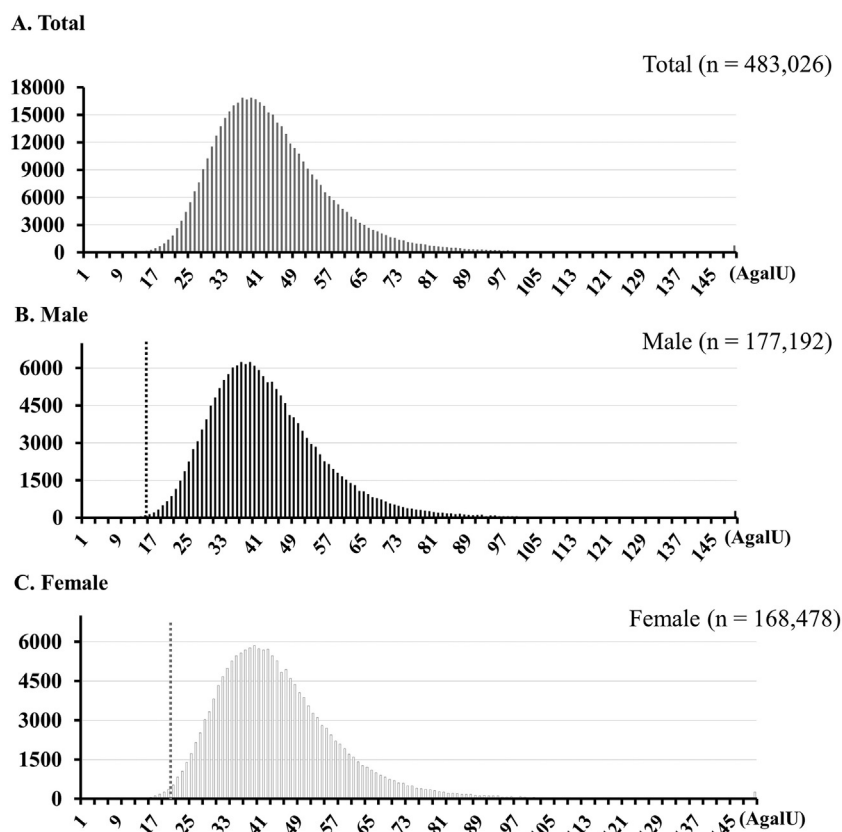 A. Total
Total (n = 483,026)
18000
15000
12000
9000
6000
3000
0
1 9 17 25 33 41 49 57 65 73 81 89 97 105 113 121 129 137 145 (AgalU)
B. Male
Male (n = 177,192)
6000
4500
3000
1500
0
1 9 17 25 33 41 49 57 65 73 81 89 97 105 113 121 129 137 145 (AgalU)
C. Female
Female (n = 168,478)
6000
4500
3000
1500
0
1 9 17 25 33 41 49 57 65 73 81 89 97 105 113 121 129 137 145 (AgalU)